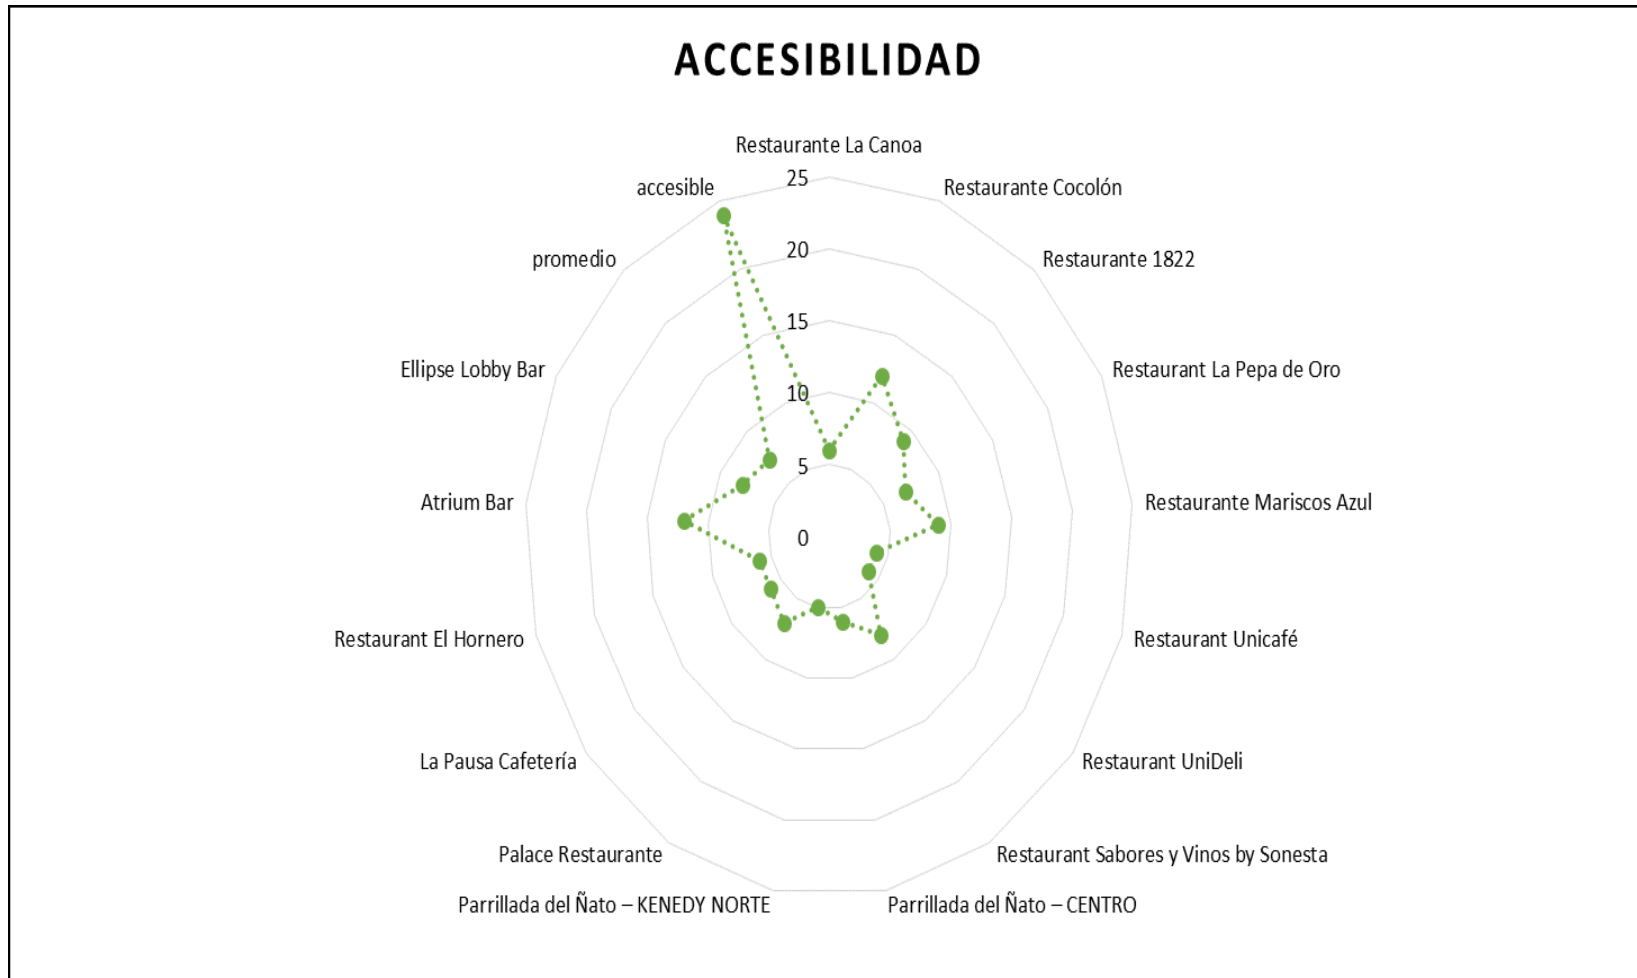 ACCESIBILIDAD
Restaurante La Canoa
accesible
25
Restaurante Cocolón
promedio
20
Restaurante 1822
15
Ellipse Lobby Bar
10
Restaurant La Pepa de Oro
5
Atrium Bar
0
Restaurante Mariscos Azul
Restaurant El Hornero
Restaurant Unicafé
La Pausa Cafetería
Restaurant UniDeli
Palace Restaurante
Restaurant Sabores y Vinos by Sonesta
Parrillada del Ñato – KENEDY NORTE
Parrillada del Ñato – CENTRO